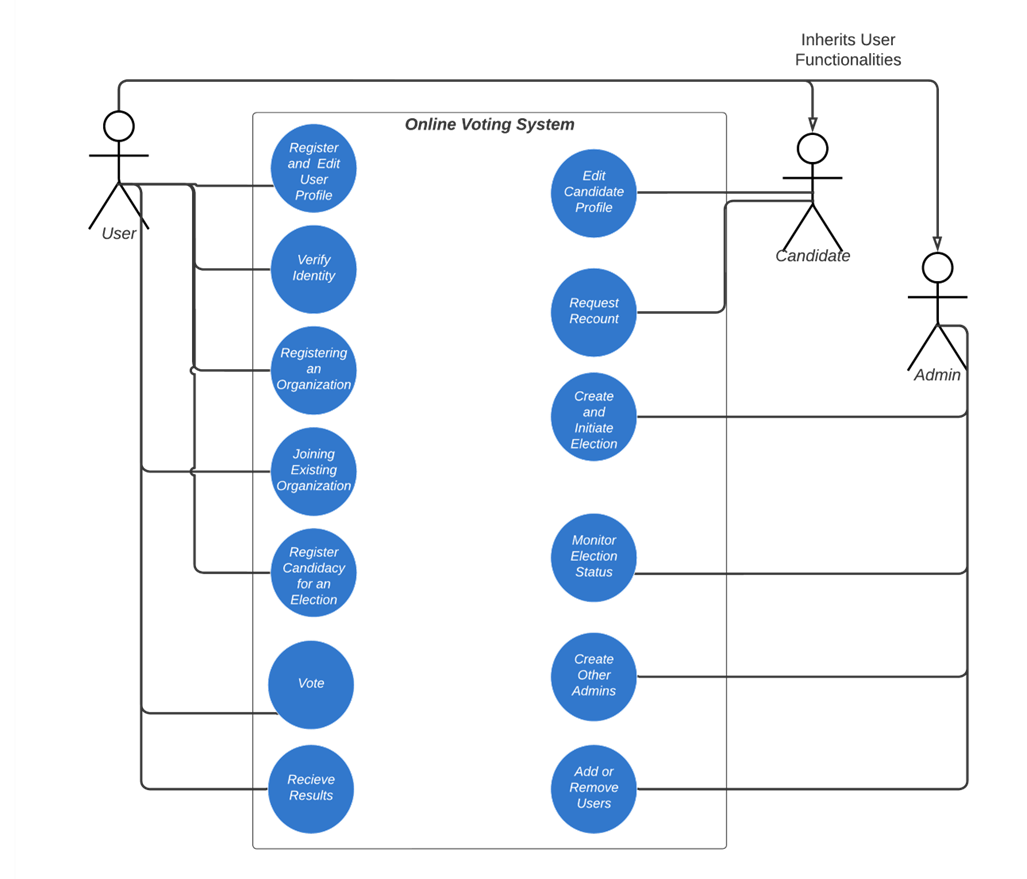 Inherits User
Functionalities
Online Voting System
Register
and Edit
User
Profile
Verify
Identity
Registering
an
Organization
Joining
Existing
Organization
Register
Candidacy
for an
Election
Vote
Recieve
Results
Edit
Candidate
Profile
Request
Recount
Create
and
Initiate
Election
Monitor
Election
Status
Create
Other
Admins
Add or
Remove
Users
User
Candidate
Admin